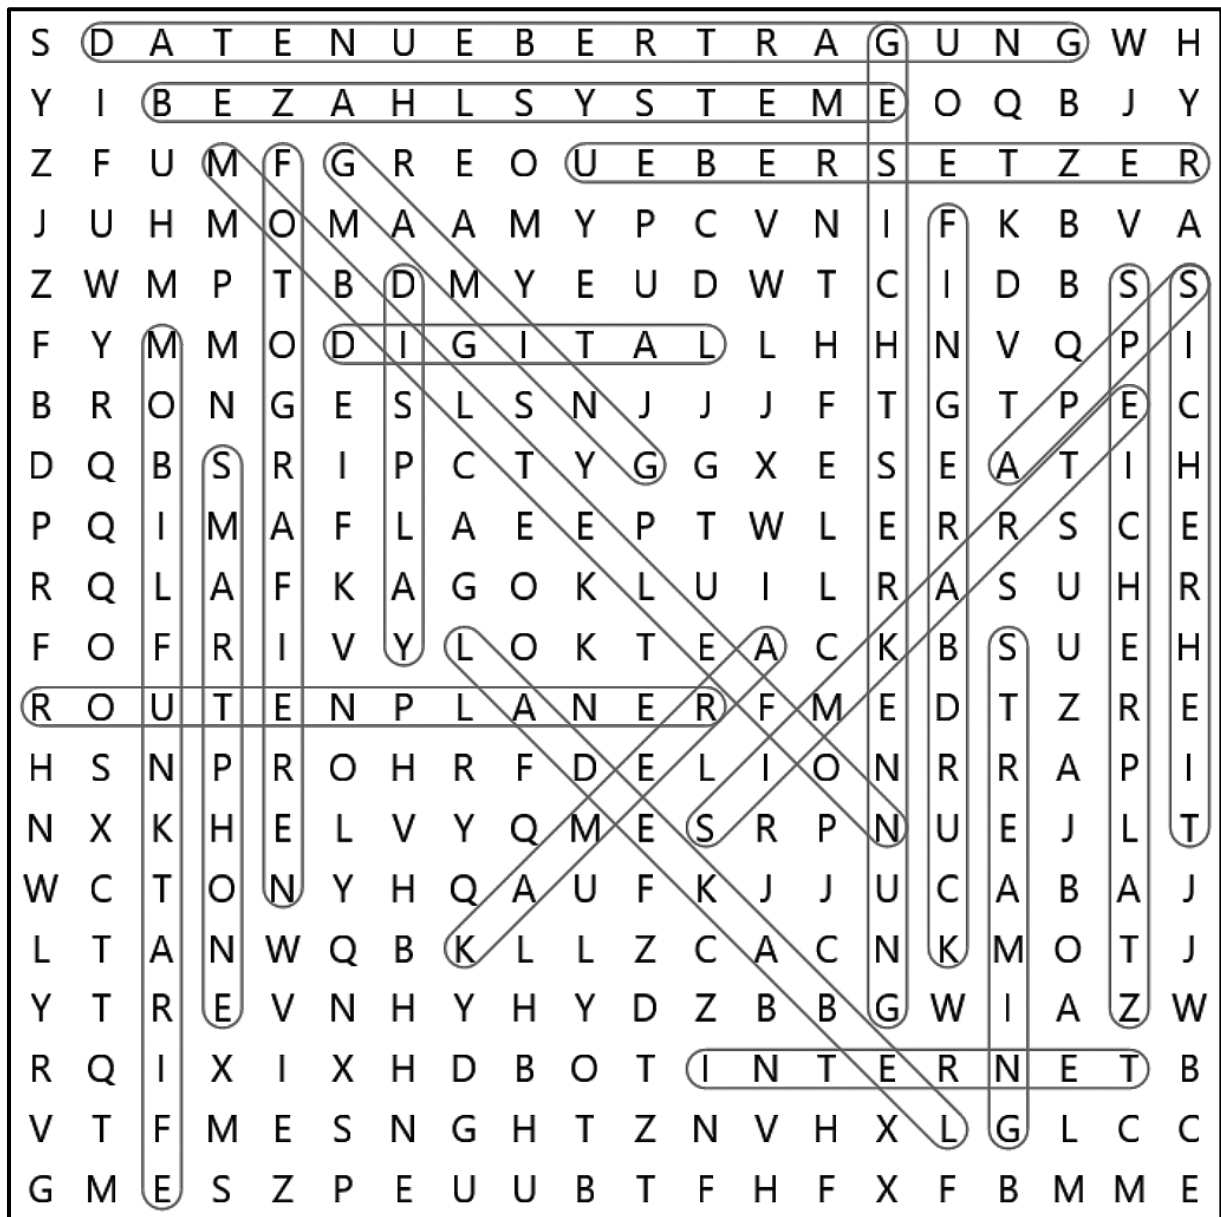 S D A T E N U E B E R T R A G U N G W H
Y I B E Z A H L S Y S T E M E O Q B J Y
Z F U M F G R E O U E B E R S E T Z E R
J U H M O M A A M Y P C V N I F K B V A
Z W M P T B D M Y E U D W T C I D B S S
F Y M M O D I G I T A L L H H N V Q P I
B R O N G E S L S N J J J F T G T P E C
D Q B S R I P C T Y G G X E S E A T I H
P Q I M A F L A E E P T W L E R R S C E
R Q L A F K A G O K L U I L R A S U H R
F O F R I V Y L O K T E A C K B S U E H
R O U T E N P L A N E R F M E D T Z R E
H S N P R O H R F D E L I O N R R A P I
N X K H E L V Y Q M E S R P N U E J L T
W C T O N Y H Q A U F K J J U C A B A J
L T A N W Q B K L L Z C A C N K M O T J
Y T R E V N H Y H Y D Z B B G W I A Z W
R Q I X I X H D B O T I N T E R N E T B
V T F M E S N G H T Z N V H X L G L C C
G M E S Z P E U U B T F H F X F B M M E